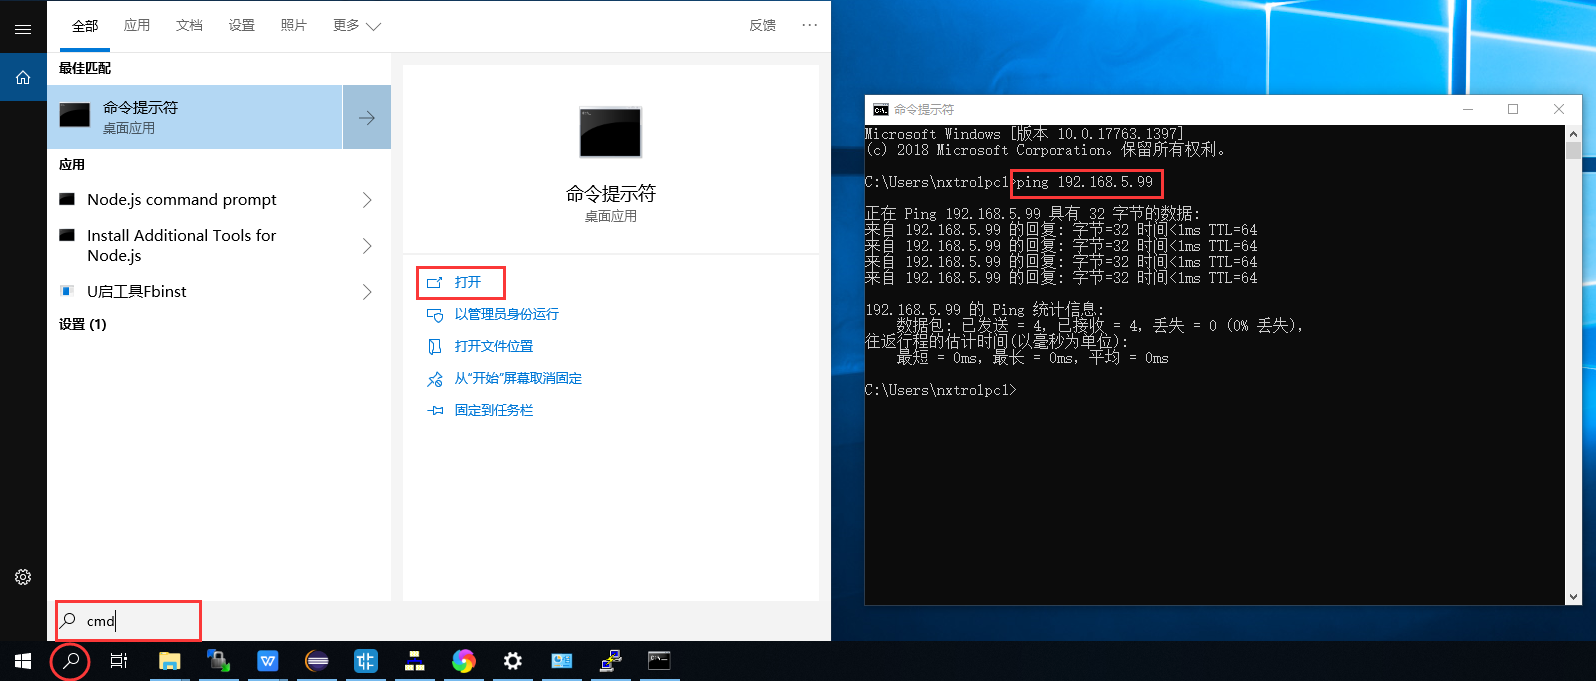 全部 应用 文档 设置 照片 更多 反馈 ···
最佳匹配
命令提示符
桌面应用
应用
Node.js command prompt
Install Additional Tools for
Node.js
U启工具Fbinst
设置 (1)
命令提示符
桌面应用
打开
以管理员身份运行
打开文件位置
从“开始”屏幕取消固定
固定到任务栏
cmd
命令提示符
Microsoft Windows [版本 10.0.17763.1397]
(c) 2018 Microsoft Corporation。保留所有权利。
C:\Users\nxtrolpc1>ping 192.168.5.99
正在 Ping 192.168.5.99 具有 32 字节的数据:
来自 192.168.5.99 的回复: 字节=32 时间<1ms TTL=64
来自 192.168.5.99 的回复: 字节=32 时间<1ms TTL=64
来自 192.168.5.99 的回复: 字节=32 时间<1ms TTL=64
来自 192.168.5.99 的回复: 字节=32 时间<1ms TTL=64
192.168.5.99 的 Ping 统计信息:
数据包: 已发送 = 4，已接收 = 4，丢失 = 0 (0% 丢失)，
往返行程的估计时间(以毫秒为单位):
最短 = 0ms，最长 = 0ms，平均 = 0ms
C:\Users\nxtrolpc1>